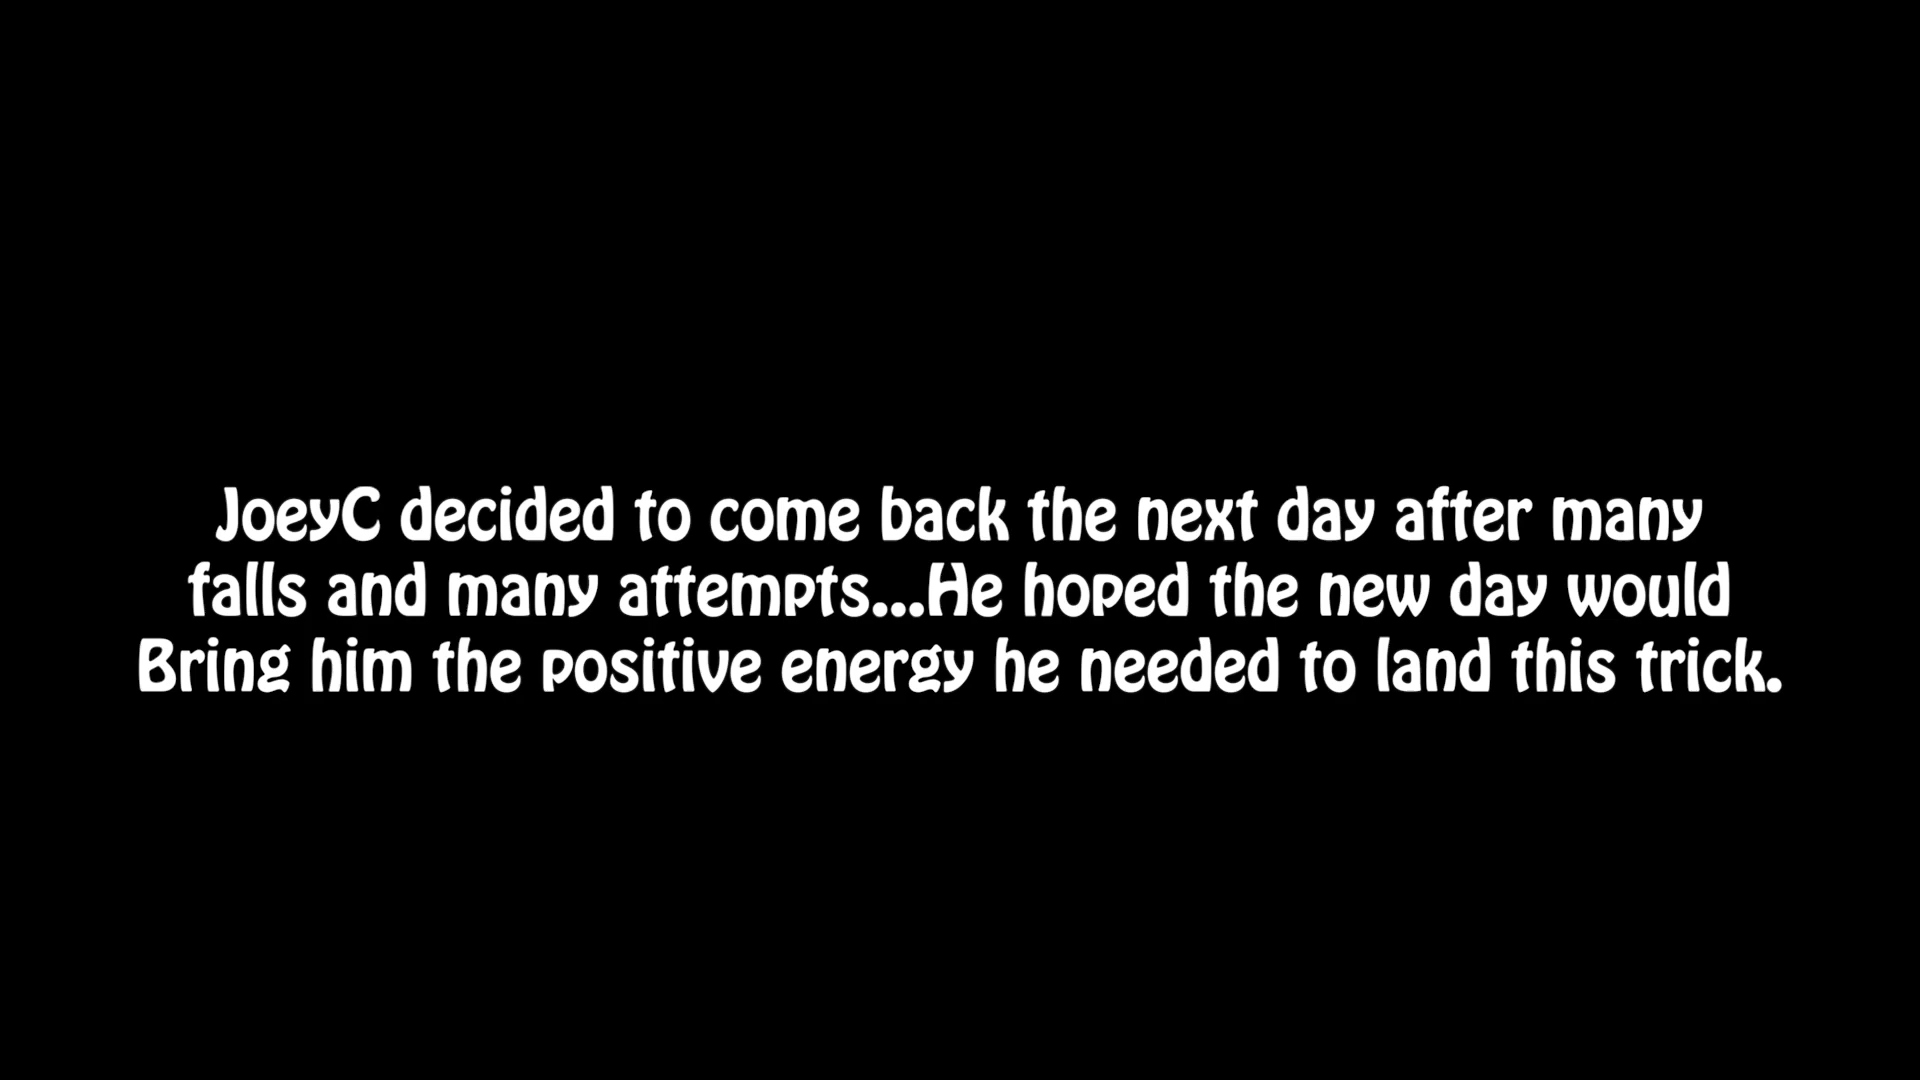 JoeyC decided to come back the next day after many
falls and many attempts...He hoped the new day would
Bring him the positive energy he needed to land this trick.